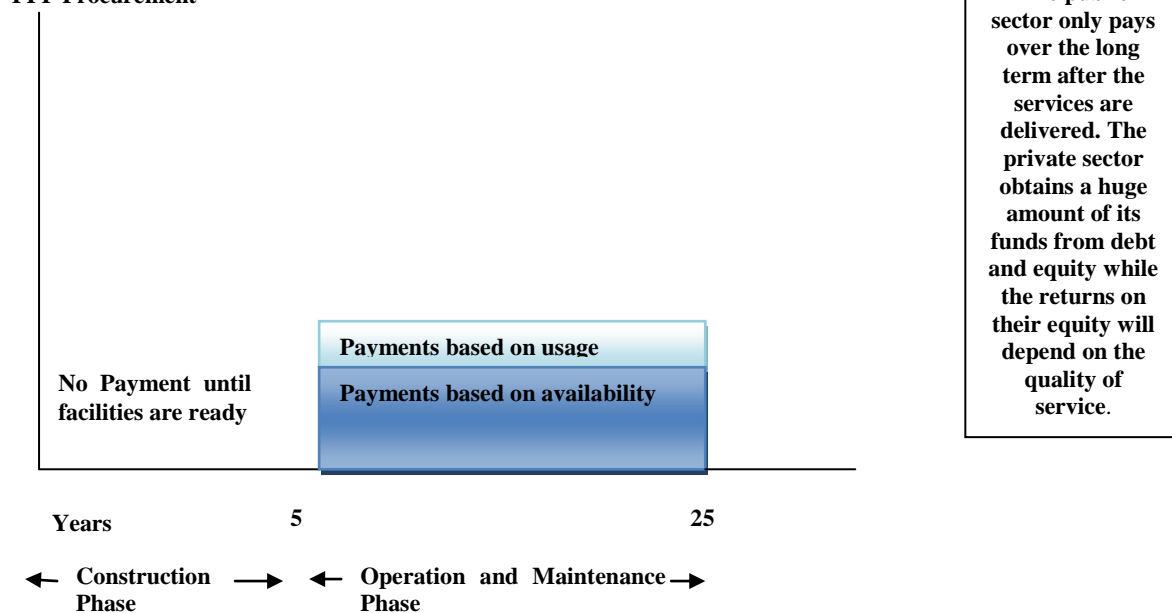 Procurement
sector only pays
over the long
term after the
services are
delivered. The
private sector
obtains a huge
amount of its
funds from debt
and equity while
the returns on
their equity will
depend on the
quality of
service.
Payments based on usage
Payments based on availability
No Payment until
facilities are ready
Years 5 25
Construction
Phase
Operation and Maintenance
Phase